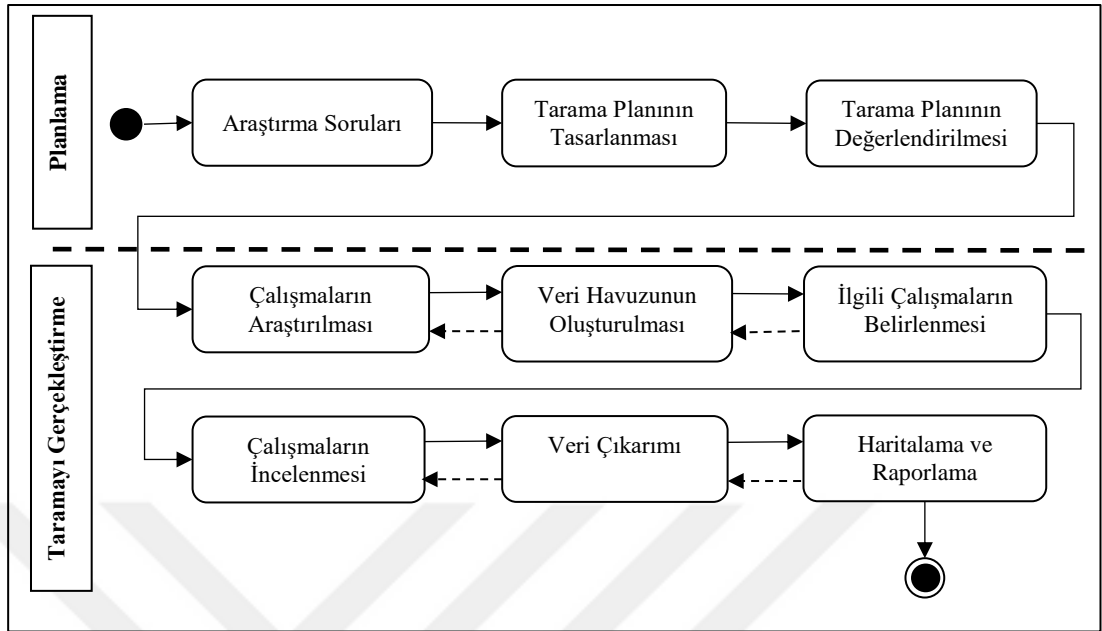 Planlama
Araştırma Soruları
Tarama Planının
Tasarlanması
Tarama Planının
Değerlendirilmesi
Taramayı Gerçekleştirme
Çalışmaların
Araştırılması
Veri Havuzunun
Oluşturulması
İlgili Çalışmaların
Belirlenmesi
Çalışmaların
İncelenmesi
Veri Çıkarımı
Haritalama ve
Raporlama